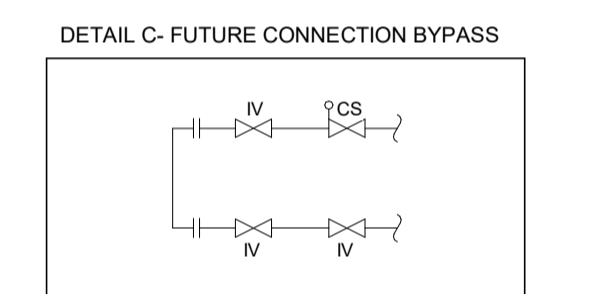 DETAIL C- FUTURE CONNECTION BYPASS
IV CS
IV IV